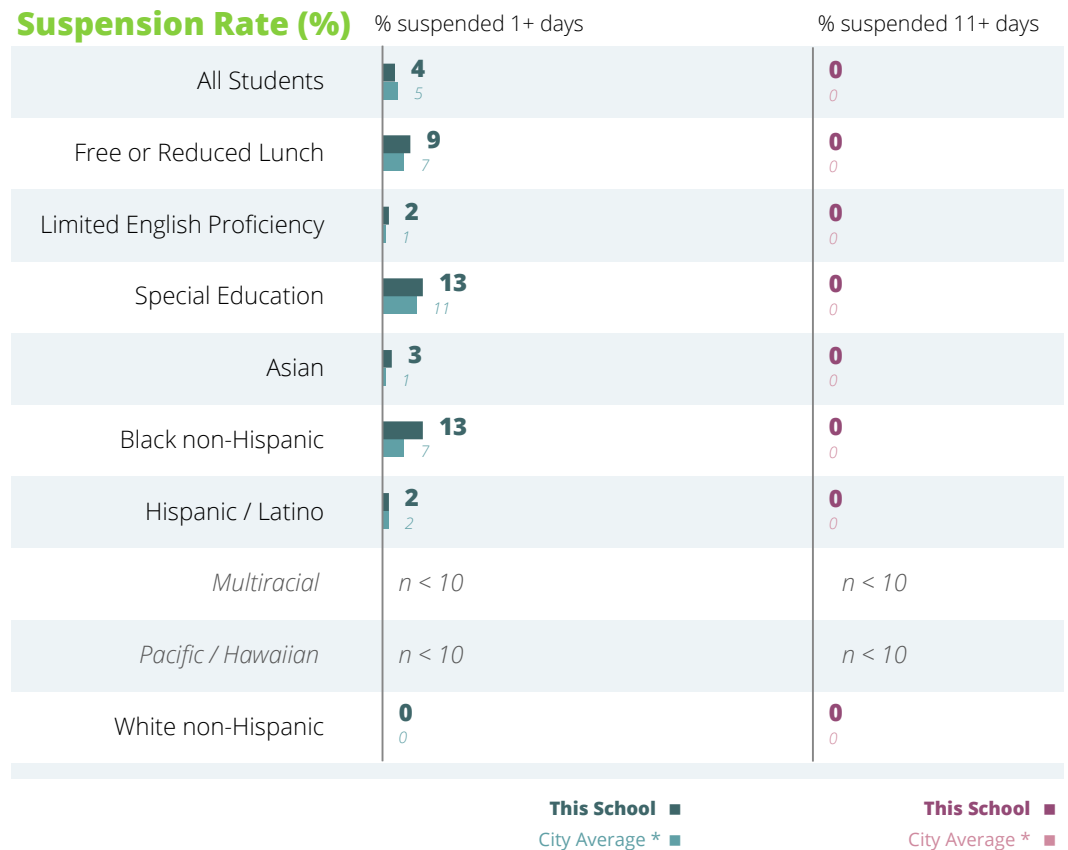 Suspension Rate (%) % suspended 1+ days % suspended 11+ days
All Students 4 0
5 0
Free or Reduced Lunch 9 0
7 0
Limited English Proficiency 2 0
1 0
Special Education 13 0
11 0
Asian 3 0
1 0
Black non-Hispanic 13 0
7 0
Hispanic / Latino 2 0
2 0
Multiracial n < 10 n < 10
Pacific / Hawaiian n < 10 n < 10
White non-Hispanic 0 0
0 0
This School This School
City Average * City Average *